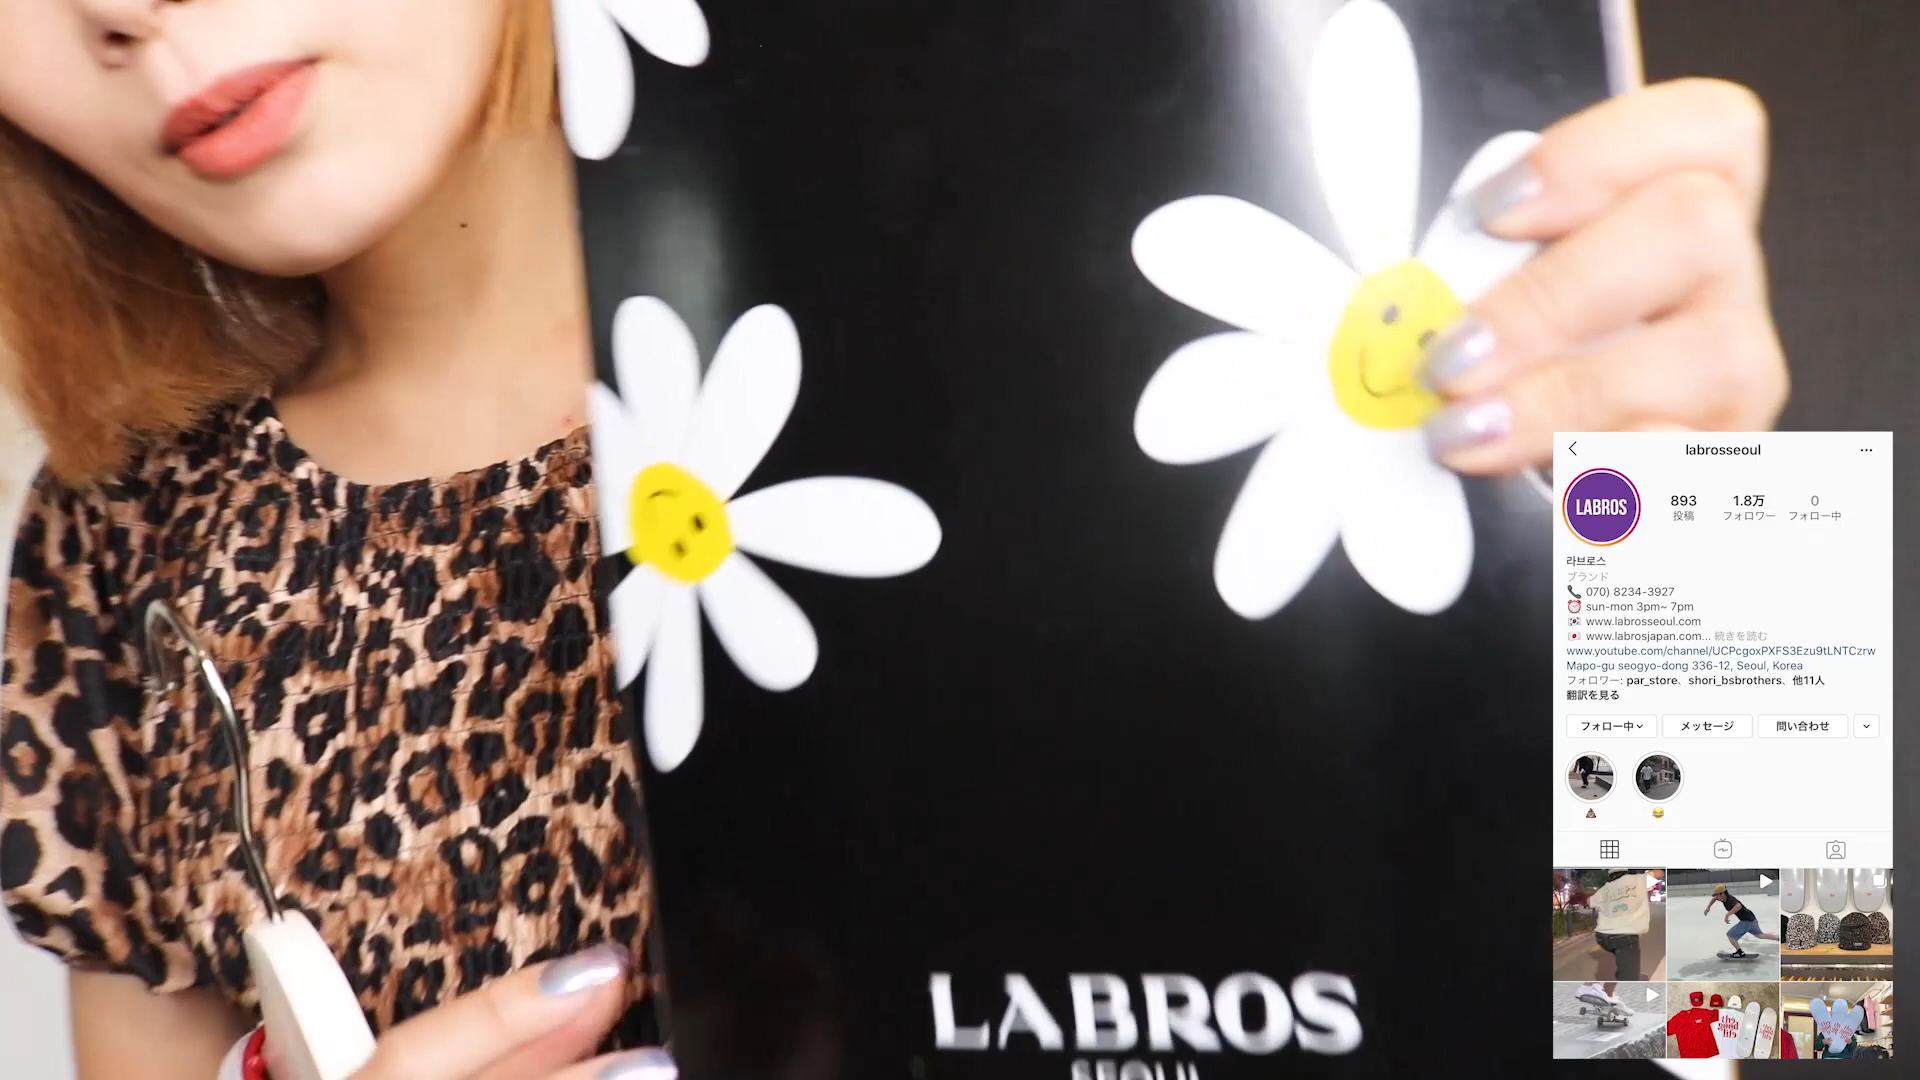 LABROS
SEOUL
labrosseoul
LABROS
893
投稿
1.8万
フォロワー
0
フォロー中
라브로스
ブランド
070) 8234-3927
sun-mon 3pm~ 7pm
www.labrosseoul.com
www.labrosjapan.com... 続きを読む
www.youtube.com/channel/UCPcgoxPXFS3Ezu9tLNTCzrw
Mapo-gu seogyo-dong 336-12, Seoul, Korea
フォロワー: par_store、shori_bsbrothers、他11人
翻訳を見る
フォロー中
メッセージ
問い合わせ
the
good
life